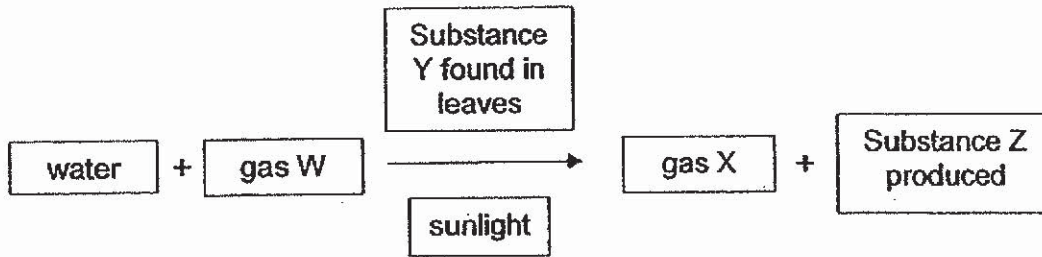 Substance
Y found in
leaves
water + gas W
sunlight
gas X + Substance Z
produced